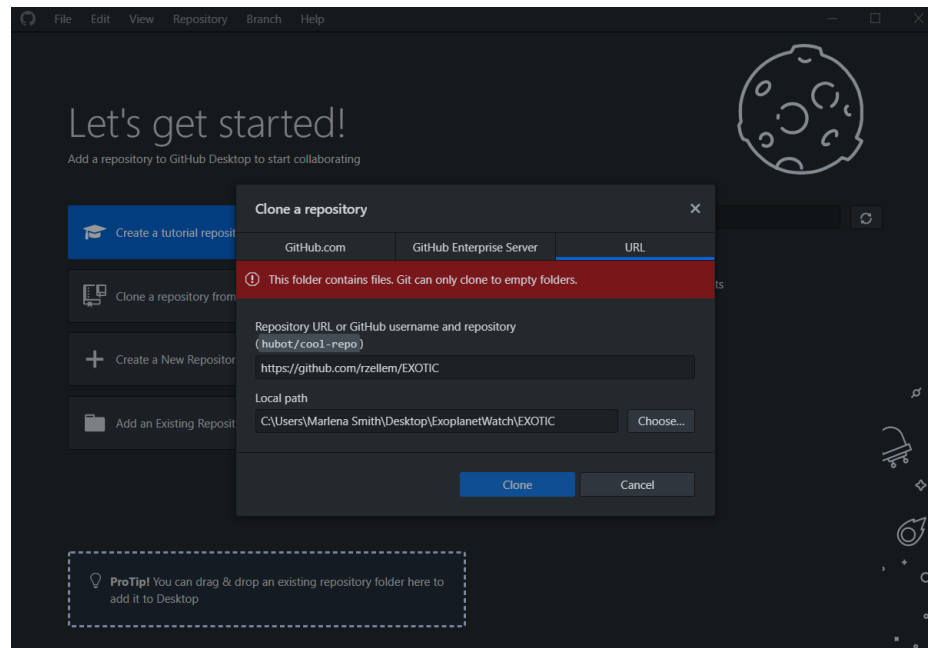 File Edit View Repository Branch Help
Let's get started!
Add a repository to GitHub Desktop to start collaborating
Create a tutorial reposit
Clone a repository from
Create a New Repositor
Add an Existing Reposit
ts
Clone a repository
GitHub.com GitHub Enterprise Server URL
This folder contains files. Git can only clone to empty folders.
Repository URL or GitHub username and repository
(hubot/cool-repo)
https://github.com/rzellem/EXOTIC
Local path
C:\Users\Marlena Smith\Desktop\ExoplanetWatch\EXOTIC Choose...
Clone Cancel
ProTip! You can drag & drop an existing repository folder here to
add it to Desktop